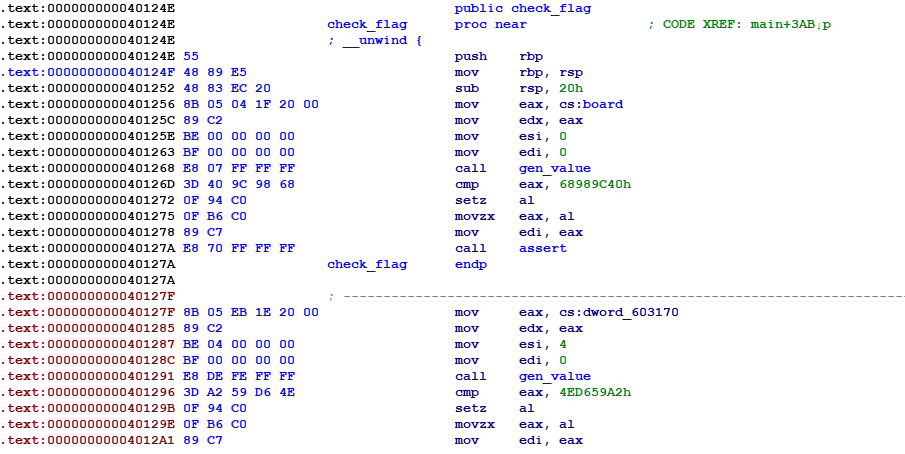 .text:000000000040124E public check_flag
.text:000000000040124E check_flag proc near ; CODE XREF: main+3AB↓p
.text:000000000040124E ; __unwind {
.text:000000000040124E 55 push rbp
.text:000000000040124F 48 89 E5 mov rbp, rsp
.text:0000000000401252 48 83 EC 20 sub rsp, 20h
.text:0000000000401256 8B 05 04 1F 20 00 mov eax, cs:board
.text:000000000040125C 89 C2 mov edx, eax
.text:000000000040125E BE 00 00 00 00 mov esi, 0
.text:0000000000401263 BF 00 00 00 00 mov edi, 0
.text:0000000000401268 E8 07 FF FF FF call gen_value
.text:000000000040126D 3D 40 9C 98 68 cmp eax, 68989C40h
.text:0000000000401272 0F 94 C0 setz al
.text:0000000000401275 0F B6 C0 movzx eax, al
.text:0000000000401278 89 C7 mov edi, eax
.text:000000000040127A E8 70 FF FF FF call assert
.text:000000000040127A check_flag endp
.text:000000000040127A
.text:000000000040127F ; ---------------------------------------------------------------------------
.text:000000000040127F 8B 05 EB 1E 20 00 mov eax, cs:dword_603170
.text:0000000000401285 89 C2 mov edx, eax
.text:0000000000401287 BE 04 00 00 00 mov esi, 4
.text:000000000040128C BF 00 00 00 00 mov edi, 0
.text:0000000000401291 E8 DE FE FF FF call gen_value
.text:0000000000401296 3D A2 59 D6 4E cmp eax, 4ED659A2h
.text:000000000040129B 0F 94 C0 setz al
.text:000000000040129E 0F B6 C0 movzx eax, al
.text:00000000004012A1 89 C7 mov edi, eax